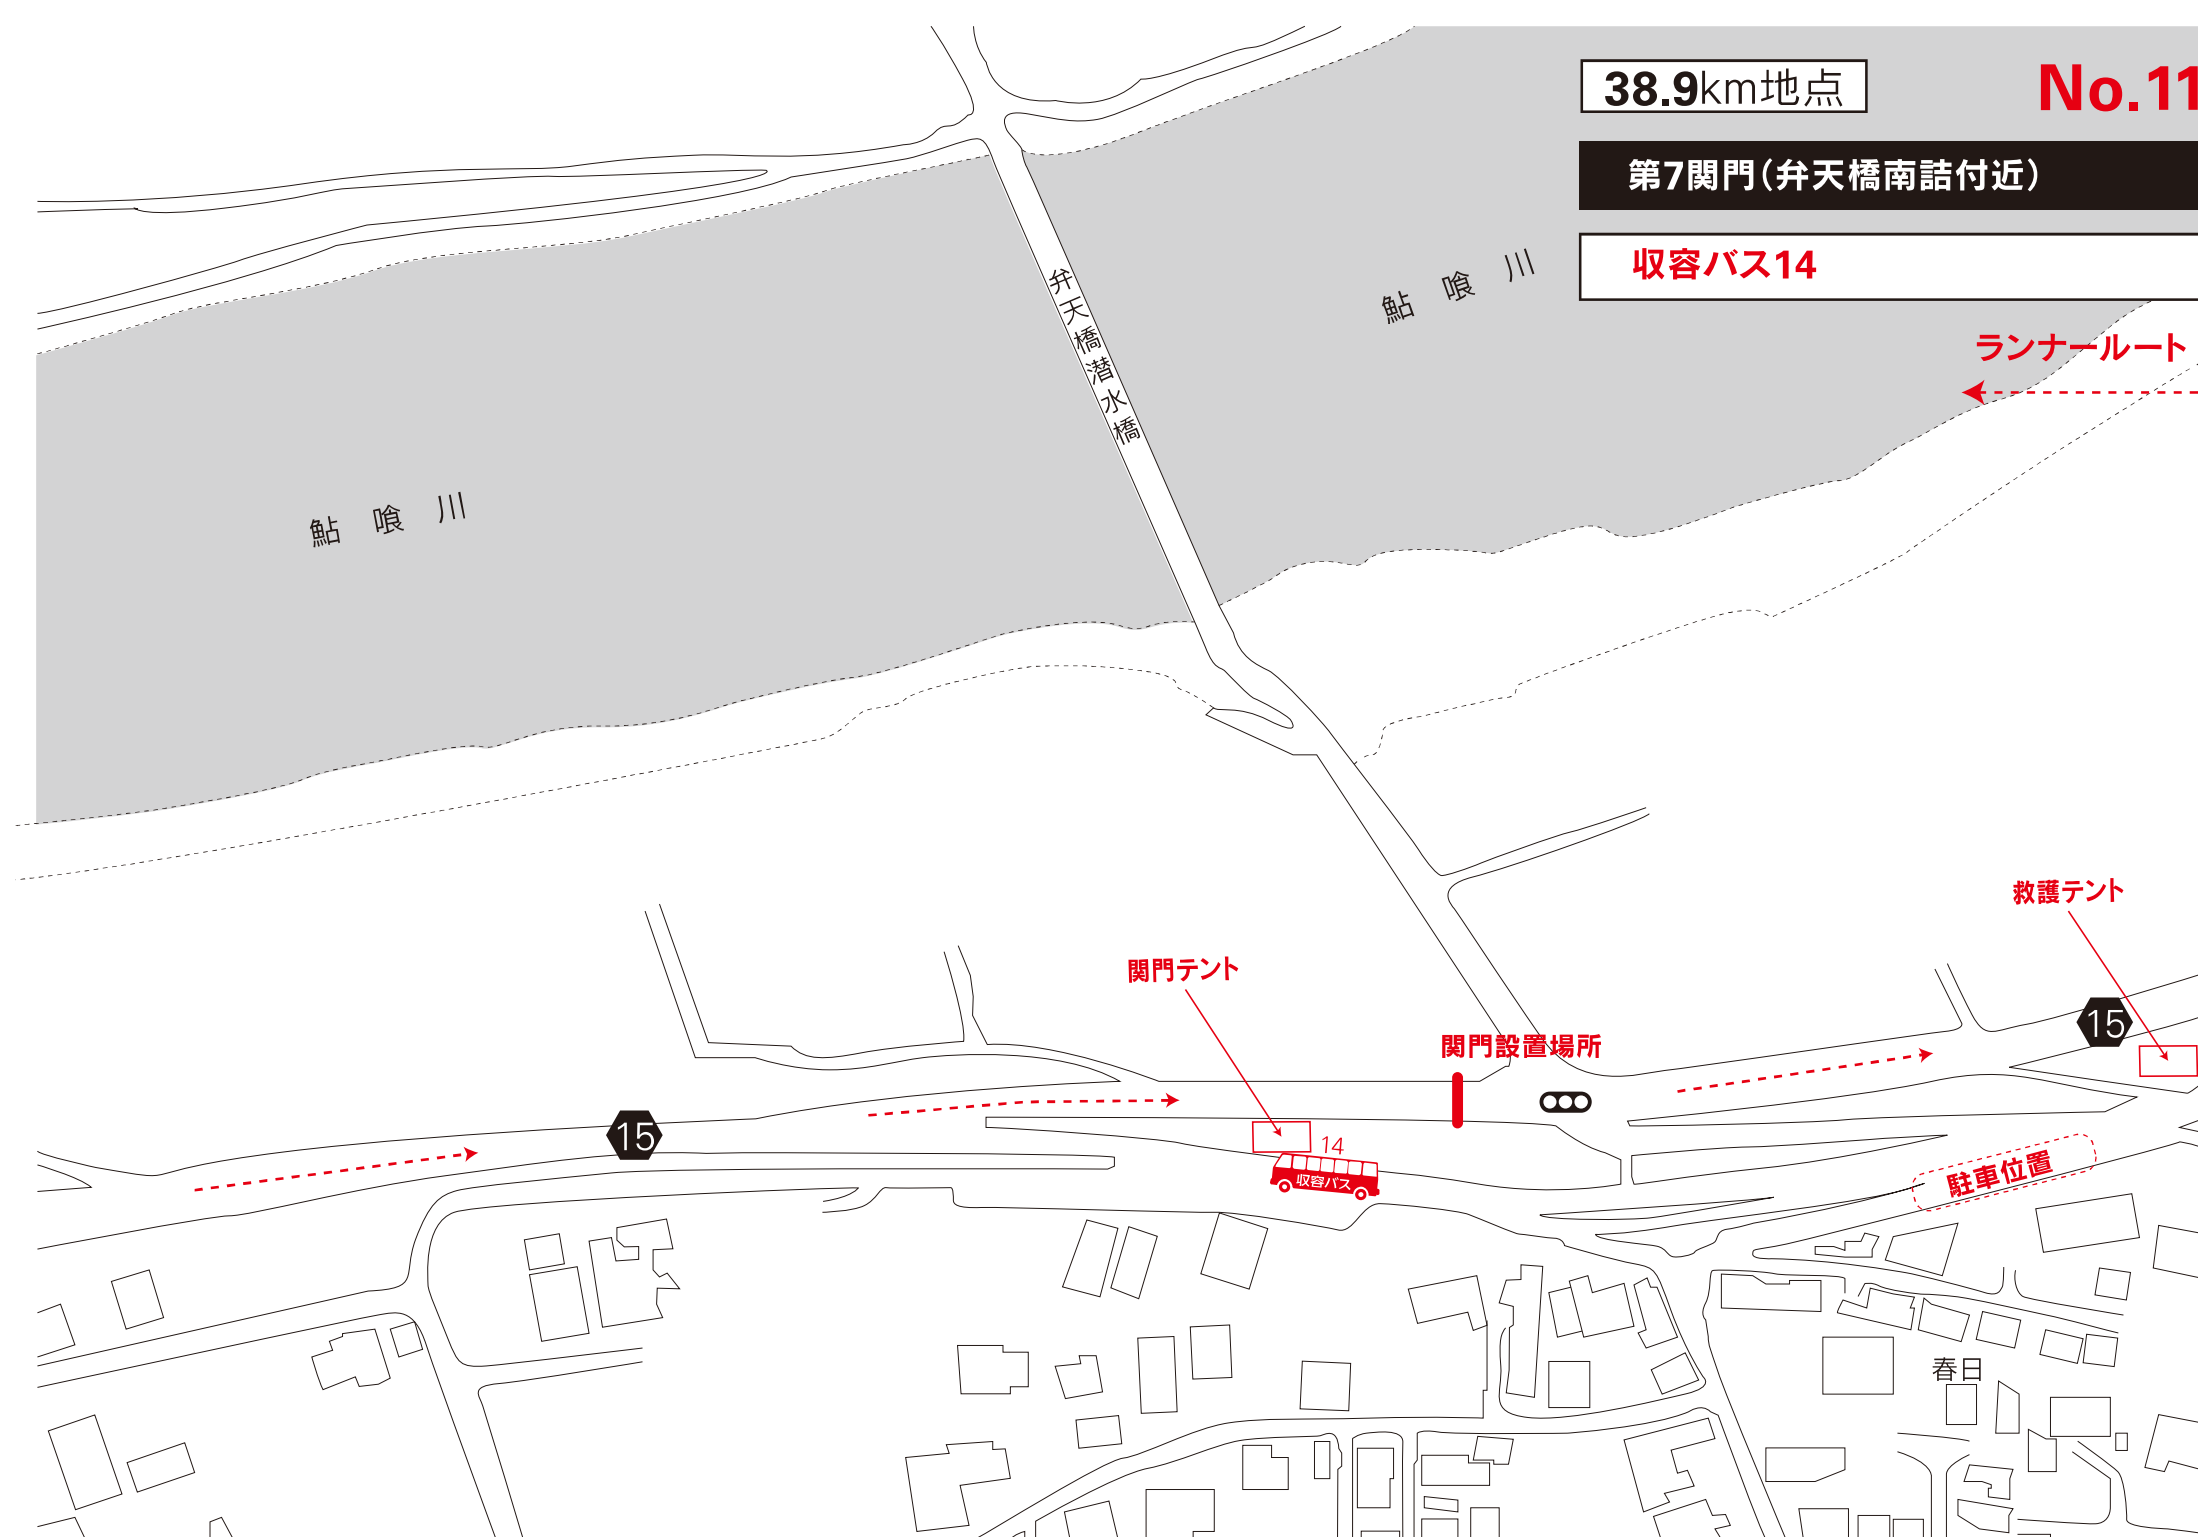 38.9km地点
No.11
第7関門(弁天橋南詰付近)
収容バス14
ランナールート
弁天橋潜水橋
鮎喰川
鮎喰川
救護テント
関門テント
関門設置場所
15
15
14
収容バス
駐車位置
春日